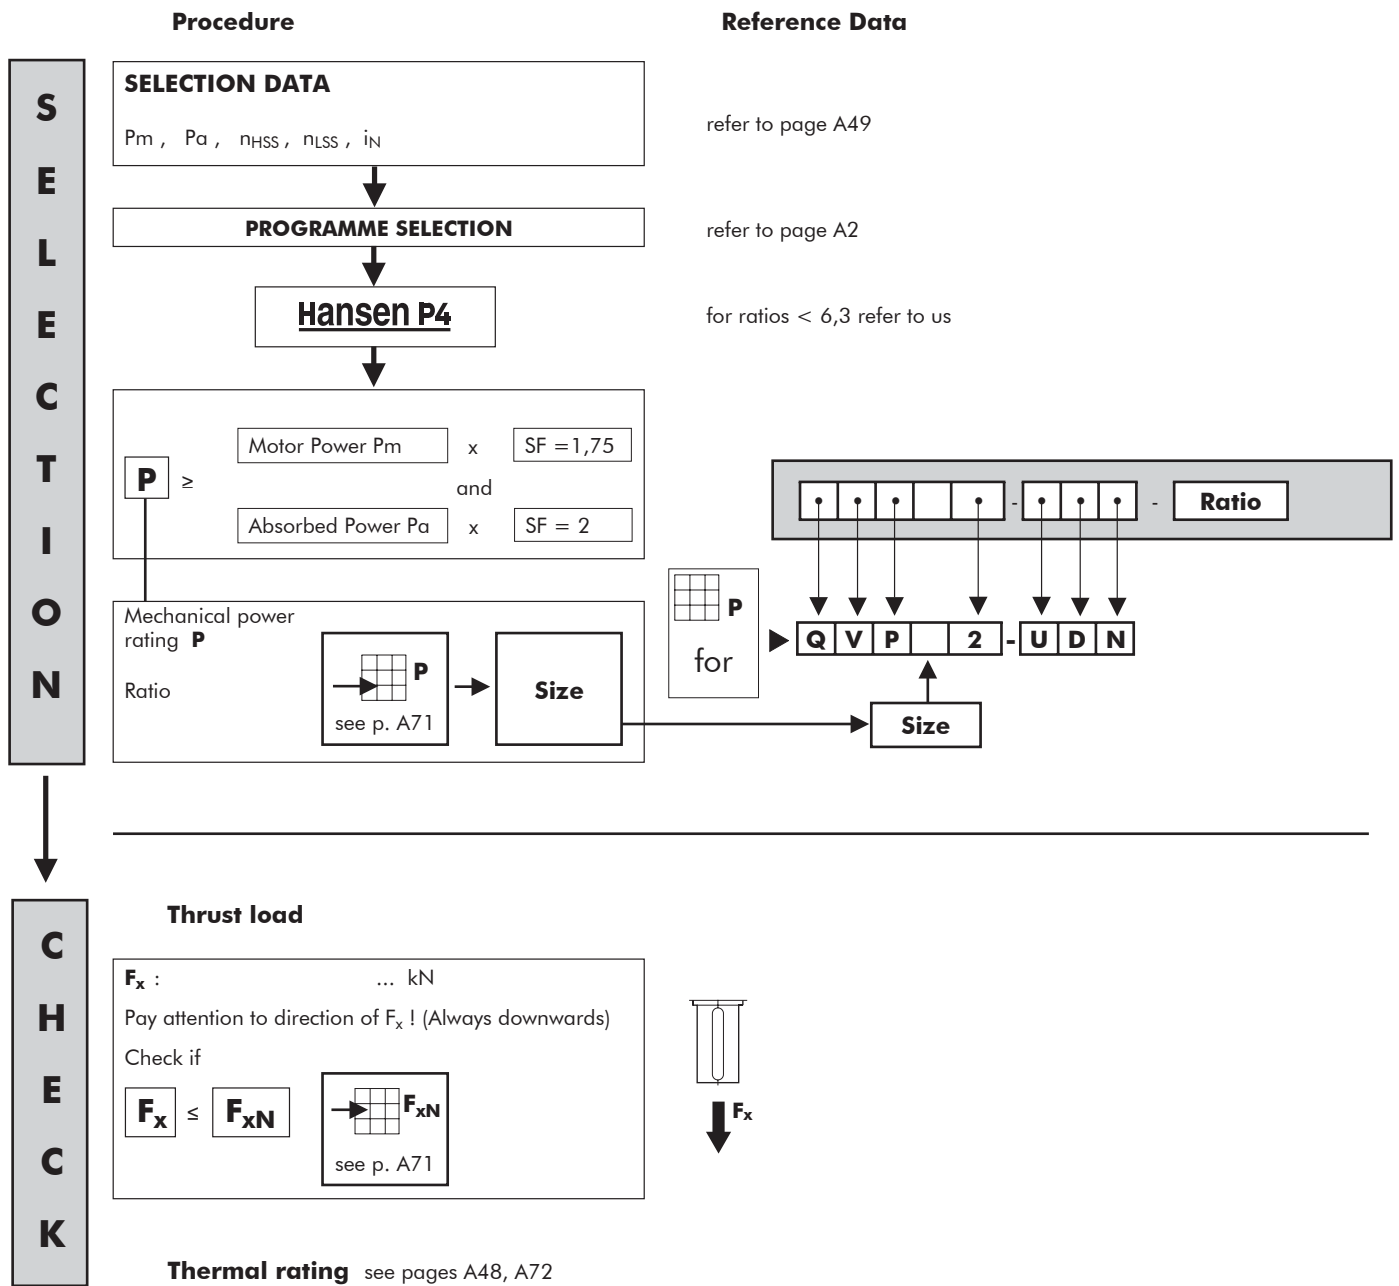 Procedure
Reference Data
SELECTION
SELECTION DATA
Pm , Pa , nHSS , nLSS , iN
refer to page A49
PROGRAMME SELECTION
refer to page A2
Hansen P4
for ratios < 6,3 refer to us
P ≥
Motor Power Pm x SF =1,75
and
Absorbed Power Pa x SF = 2
- - Ratio
Mechanical power
rating P
Ratio
P
see p. A71
Size
P
for
Q V P 2 - U D N
Size
CHECK
Thrust load
Fx : ... kN
Pay attention to direction of Fx ! (Always downwards)
Check if
Fx ≤ FxN
FxN
see p. A71
Fx
Thermal rating see pages A48, A72